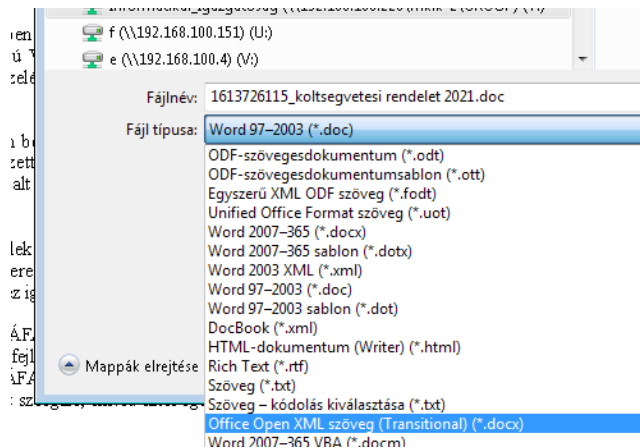 f (\\192.168.100.151) (U:)
e (\\192.168.100.4) (V:)
Fájlnév: 1613726115_koltsegvetesi rendelet 2021.doc
Fájl típusa: Word 97–2003 (*.doc)
ODF-szövegesdokumentum (*.odt)
ODF-szövegesdokumentumsablon (*.ott)
Egyszerű XML ODF szöveg (*.fodt)
Unified Office Format szöveg (*.uot)
Word 2007–365 (*.docx)
Word 2007–365 sablon (*.dotx)
Word 2003 XML (*.xml)
Word 97–2003 (*.doc)
Word 97–2003 sablon (*.dot)
DocBook (*.xml)
HTML-dokumentum (Writer) (*.html)
Mappák elrejtése
Rich Text (*.rtf)
Szöveg (*.txt)
Szöveg – kódolás kiválasztása (*.txt)
Office Open XML szöveg (Transitional) (*.docx)
Word 2007–365 VBA (*.docm)